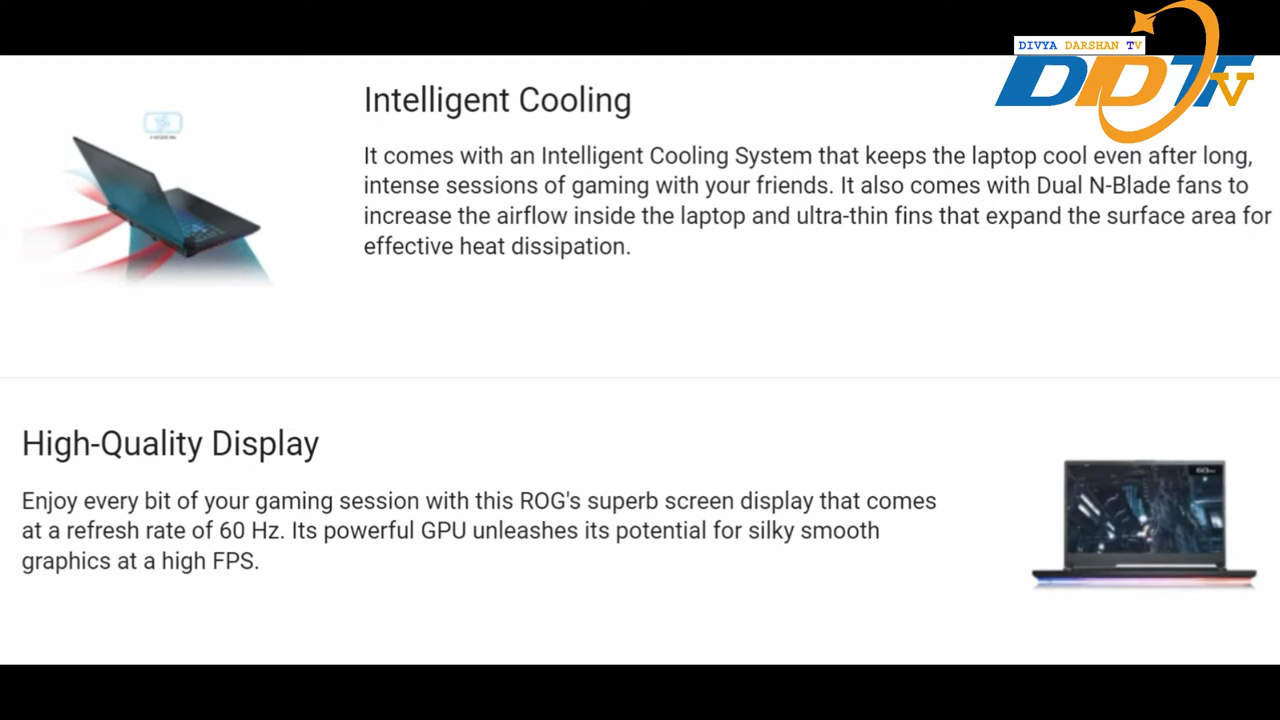 DIVYA DARSHAN TV
DDTV
Intelligent Cooling
It comes with an Intelligent Cooling System that keeps the laptop cool even after long,
intense sessions of gaming with your friends. It also comes with Dual N-Blade fans to
increase the airflow inside the laptop and ultra-thin fins that expand the surface area for
effective heat dissipation.
High-Quality Display
Enjoy every bit of your gaming session with this ROG's superb screen display that comes
at a refresh rate of 60 Hz. Its powerful GPU unleashes its potential for silky smooth
graphics at a high FPS.